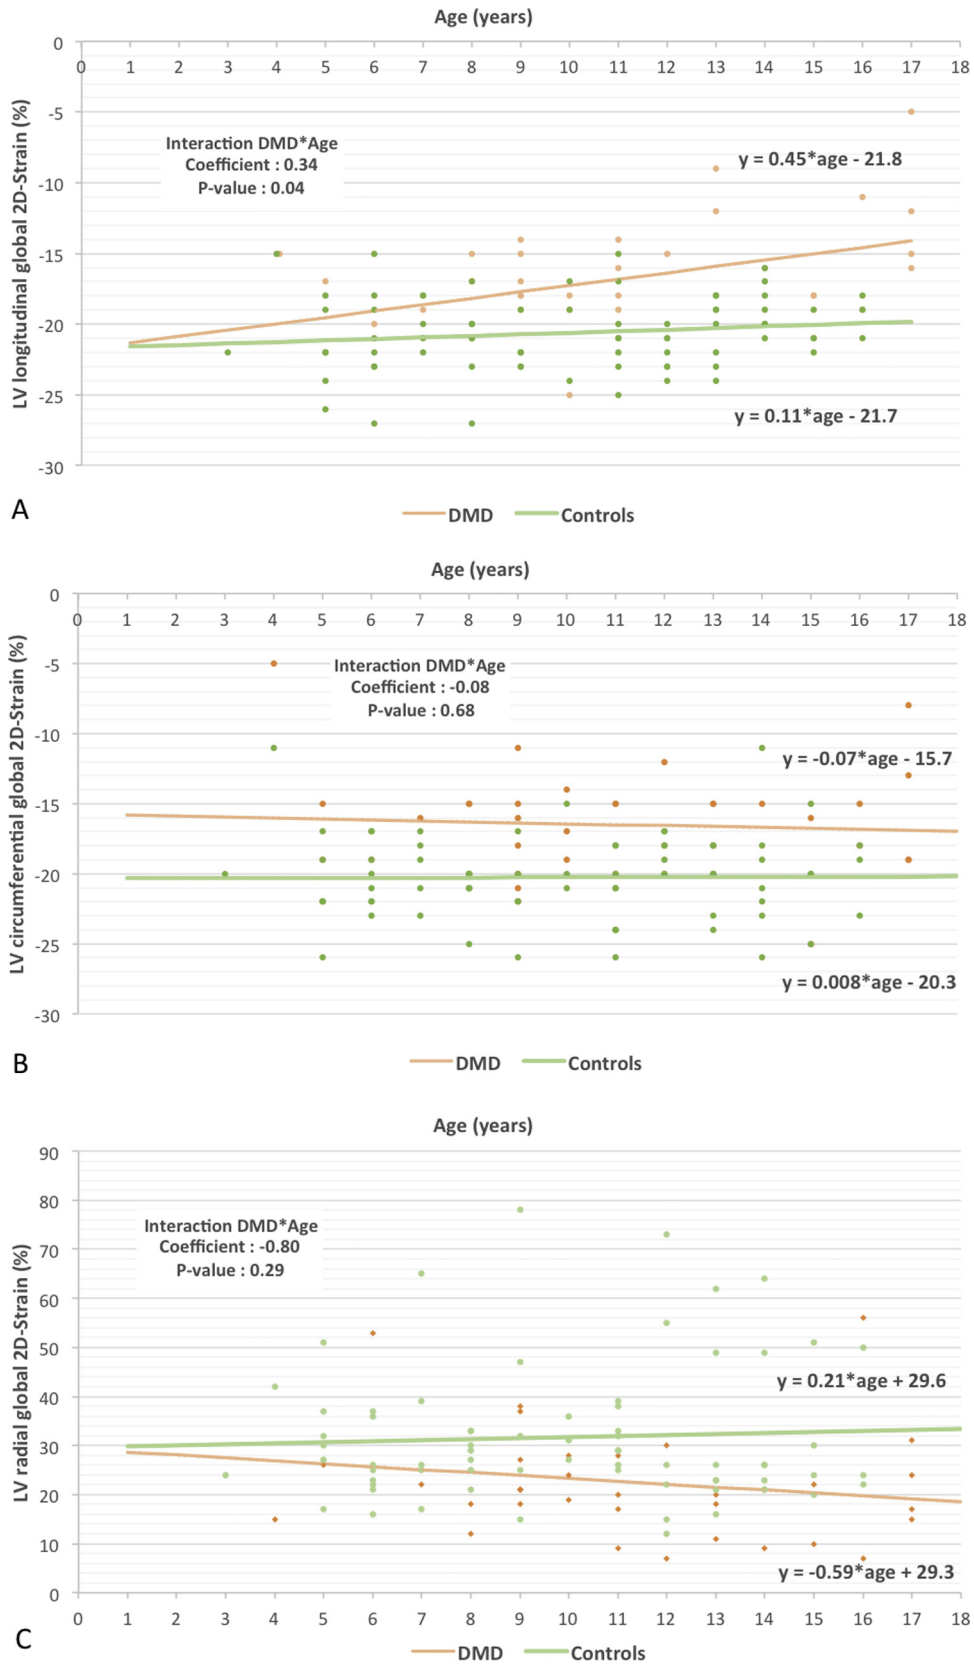 Age (years)
0
0 1 2 3 4 5 6 7 8 9 10 11 12 13 14 15 16 17 18
-5
-10
-15
-20
-25
-30
LV longitudinal global 2D-Strain (%)
Interaction DMD*Age
Coefficient : 0.34
P-value : 0.04
y = 0.45*age - 21.8
y = 0.11*age - 21.7
A
DMD Controls
Age (years)
0
0 1 2 3 4 5 6 7 8 9 10 11 12 13 14 15 16 17 18
-5
-10
-15
-20
-25
-30
LV circumferential global 2D-Strain (%)
Interaction DMD*Age
Coefficient : -0.08
P-value : 0.68
y = -0.07*age - 15.7
y = 0.008*age - 20.3
B
DMD Controls
Age (years)
90
80
70
60
50
40
30
20
10
0
LV radial global 2D-Strain (%)
Interaction DMD*Age
Coefficient : -0.80
P-value : 0.29
y = 0.21*age + 29.6
y = -0.59*age + 29.3
0 1 2 3 4 5 6 7 8 9 10 11 12 13 14 15 16 17 18
C
DMD Controls